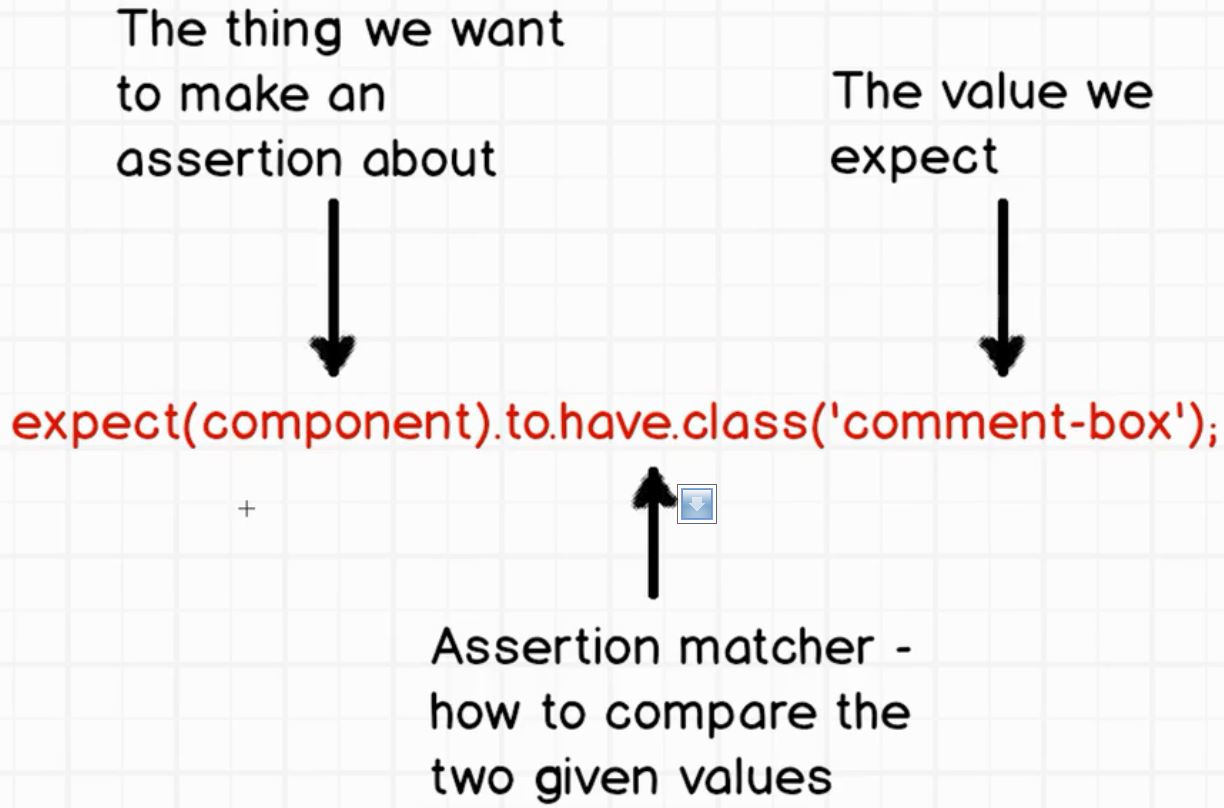 The thing we want
to make an
assertion about
The value we
expect
expect(component).to.have.class('comment-box');
Assertion matcher -
how to compare the
two given values